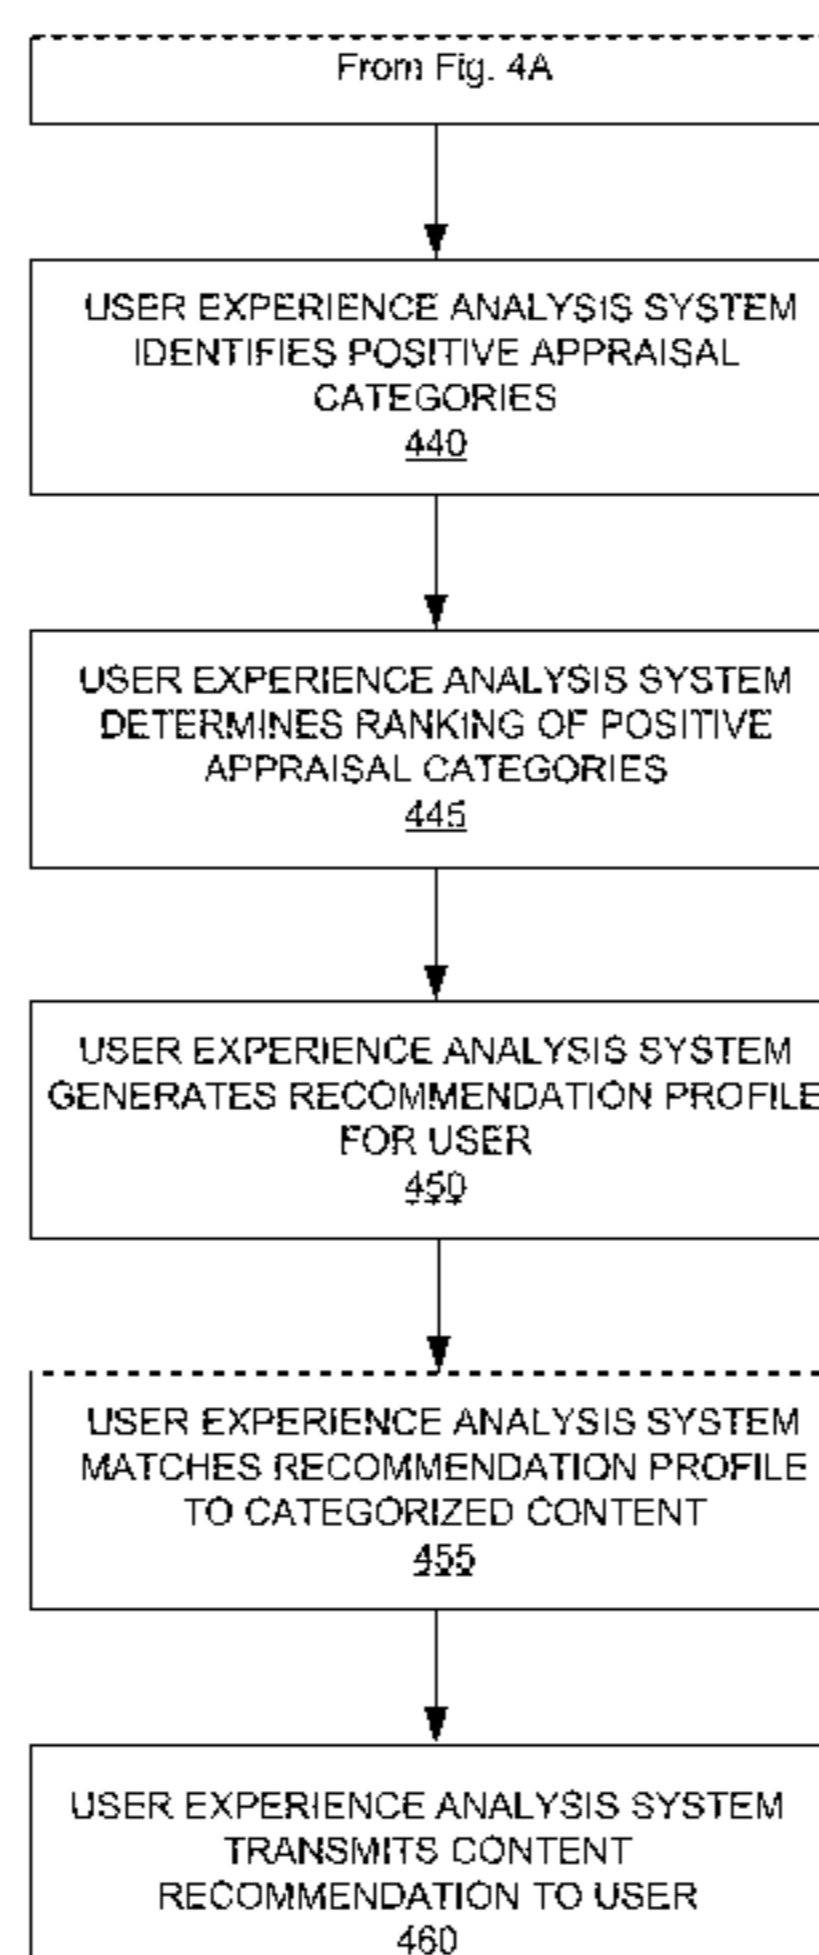 From Fig. 4A
USER EXPERIENCE ANALYSIS SYSTEM
IDENTIFIES POSITIVE APPRAISAL
CATEGORIES
440
USER EXPERIENCE ANALYSIS SYSTEM
DETERMINES RANKING OF POSITIVE
APPRAISAL CATEGORIES
445
USER EXPERIENCE ANALYSIS SYSTEM
GENERATES RECOMMENDATION PROFILE
FOR USER
450
USER EXPERIENCE ANALYSIS SYSTEM
MATCHES RECOMMENDATION PROFILE
TO CATEGORIZED CONTENT
455
USER EXPERIENCE ANALYSIS SYSTEM
TRANSMITS CONTENT
RECOMMENDATION TO USER
460